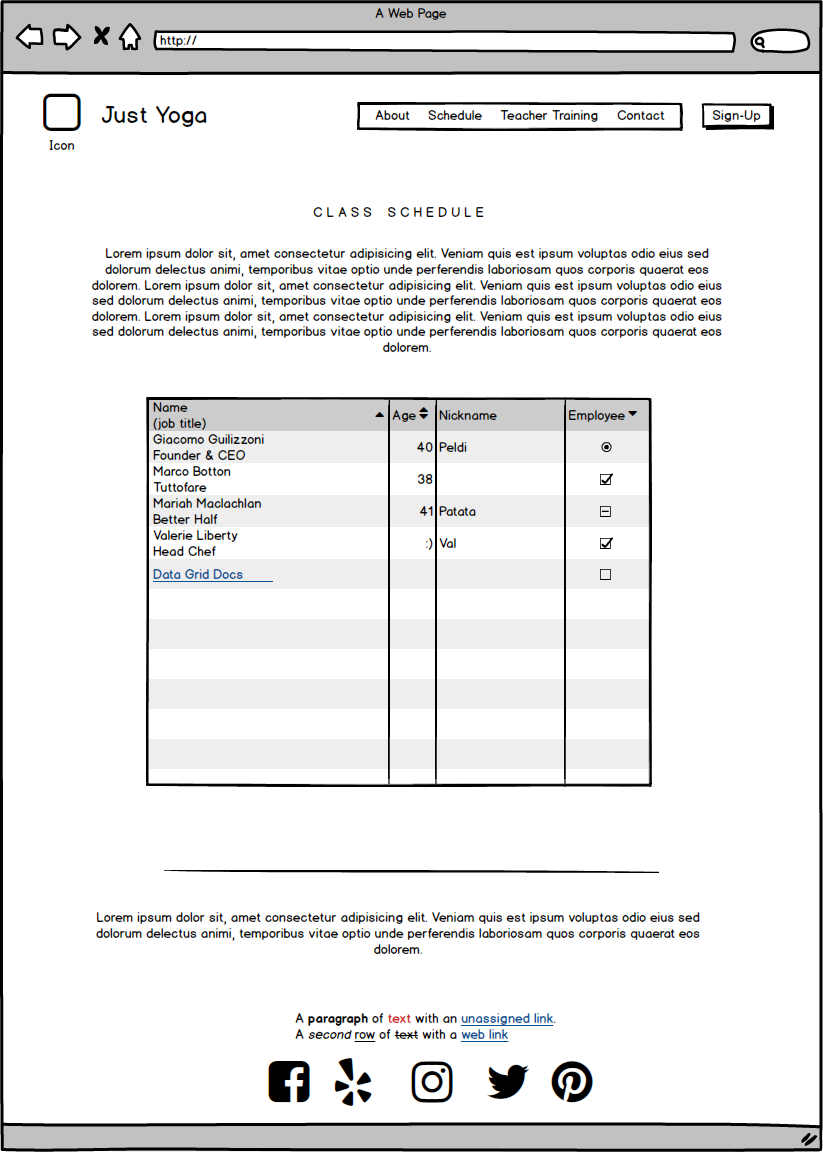 A Web Page
http://
Just Yoga
About Schedule Teacher Training Contact
Sign-Up
Icon
CLASS SCHEDULE
Lorem ipsum dolor sit, amet consectetur adipisicing elit. Veniam quis est ipsum voluptas odio eius sed
dolorum delectus animi, temporibus vitae optio unde perferendis laboriosam quos corporis quaerat eos
dolorem. Lorem ipsum dolor sit, amet consectetur adipisicing elit. Veniam quis est ipsum voluptas odio eius
sed dolorum delectus animi, temporibus vitae optio unde perferendis laboriosam quos corporis quaerat eos
dolorem. Lorem ipsum dolor sit, amet consectetur adipisicing elit. Veniam quis est ipsum voluptas odio eius
sed dolorum delectus animi, temporibus vitae optio unde perferendis laboriosam quos corporis quaerat eos
dolorem.
Name
(job title)
Age Nickname Employee
Giacomo Guilizzoni
Founder & CEO
40 Peldi
Marco Botton
Tuttofare
38
Mariah Maclachlan
Better Half
41 Patata
Valerie Liberty
Head Chef
:) Val
Data Grid Docs
Lorem ipsum dolor sit, amet consectetur adipisicing elit. Veniam quis est ipsum voluptas odio eius sed
dolorum delectus animi, temporibus vitae optio unde perferendis laboriosam quos corporis quaerat eos
dolorem.
A paragraph of text with an unassigned link.
A second row of text with a web link